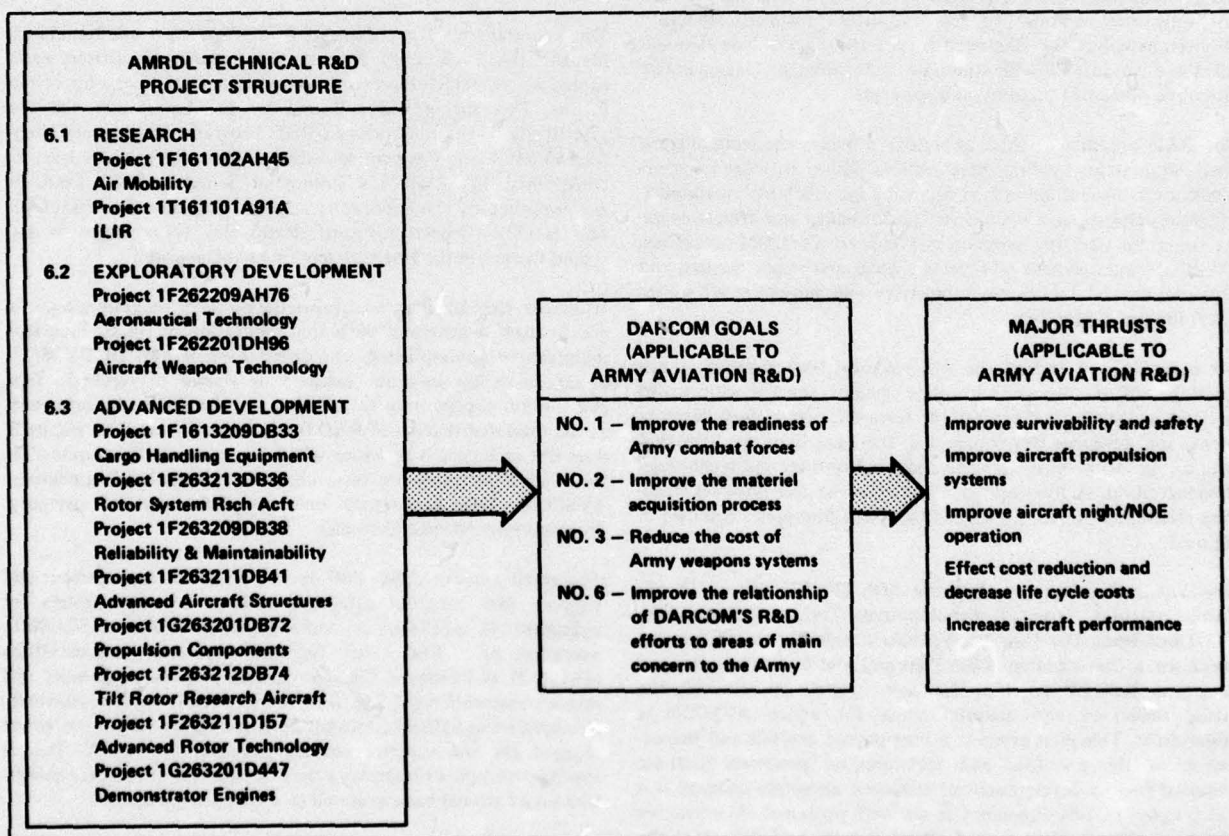 AMRDL TECHNICAL R&D
PROJECT STRUCTURE
6.1 RESEARCH
Project 1F161102AH45
Air Mobility
Project 1T161101A91A
ILIR
6.2 EXPLORATORY DEVELOPMENT
Project 1F262209AH76
Aeronautical Technology
Project 1F262201DH96
Aircraft Weapon Technology
6.3 ADVANCED DEVELOPMENT
Project 1F1613209DB33
Cargo Handling Equipment
Project 1F263213DB36
Rotor System Rsch Acft
Project 1F263209DB38
Reliability & Maintainability
Project 1F263211DB41
Advanced Aircraft Structures
Project 1G263201DB72
Propulsion Components
Project 1F263212DB74
Tilt Rotor Research Aircraft
Project 1F263211D157
Advanced Rotor Technology
Project 1G263201D447
Demonstrator Engines
DARCOM GOALS
(APPLICABLE TO
ARMY AVIATION R&D)
NO. 1 – Improve the readiness of
Army combat forces
NO. 2 – Improve the materiel
acquisition process
NO. 3 – Reduce the cost of
Army weapons systems
NO. 6 – Improve the relationship
of DARCOM'S R&D
efforts to areas of main
concern to the Army
MAJOR THRUSTS
(APPLICABLE TO
ARMY AVIATION R&D)
Improve survivability and safety
Improve aircraft propulsion
systems
Improve aircraft night/NOE
operation
Effect cost reduction and
decrease life cycle costs
Increase aircraft performance